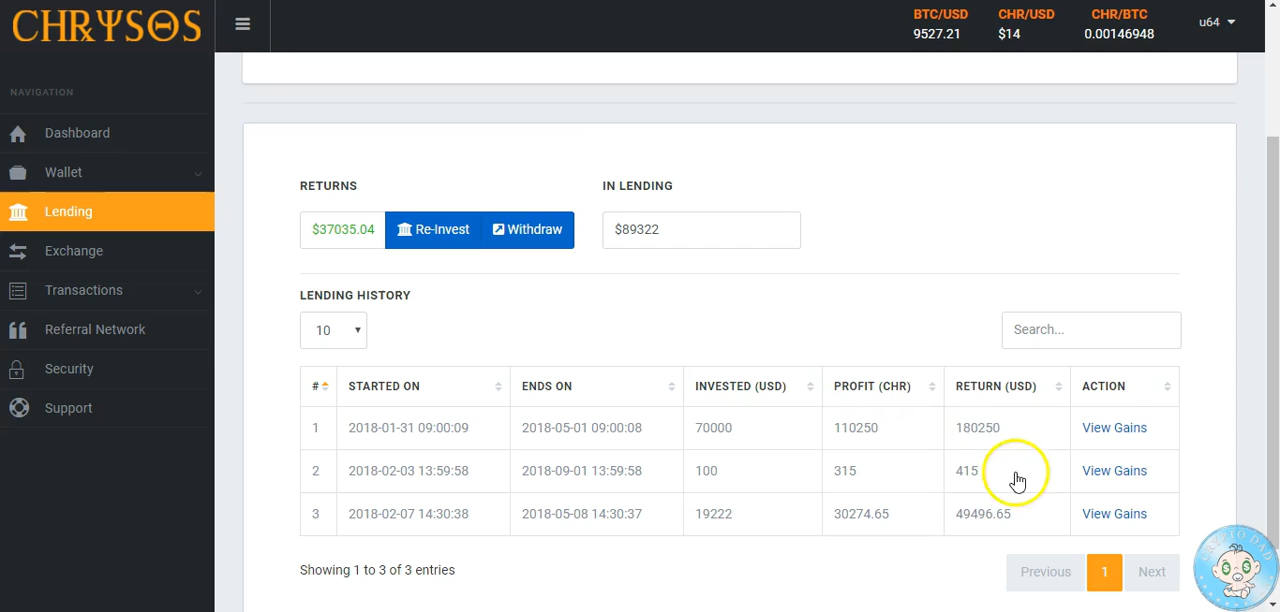 CHRYSOS
BTC/USD CHR/USD CHR/BTC
9527.21 $14 0.00146948
u64
NAVIGATION
Dashboard
Wallet
Lending
Exchange
Transactions
Referral Network
Security
Support
RETURNS IN LENDING
$37035.04 Re-Invest Withdraw $89322
LENDING HISTORY
10 Search...
# STARTED ON ENDS ON INVESTED (USD) PROFIT (CHR) RETURN (USD) ACTION
1 2018-01-31 09:00:09 2018-05-01 09:00:08 70000 110250 180250 View Gains
2 2018-02-03 13:59:58 2018-09-01 13:59:58 100 315 415 View Gains
3 2018-02-07 14:30:38 2018-05-08 14:30:37 19222 30274.65 49496.65 View Gains
Showing 1 to 3 of 3 entries
Previous 1 Next
CRYPTO DAD